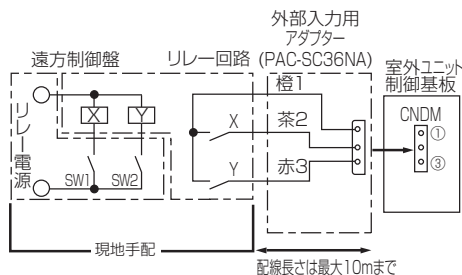 外部入力用
アダプター
(PAC-SC36NA)
遠方制御盤
リレー回路
室外ユニット
制御基板
リレー電源
X
Y
SW1
SW2
X
Y
橙1
茶2
赤3
CNDM
①
③
現地手配
配線長さは最大10mまで